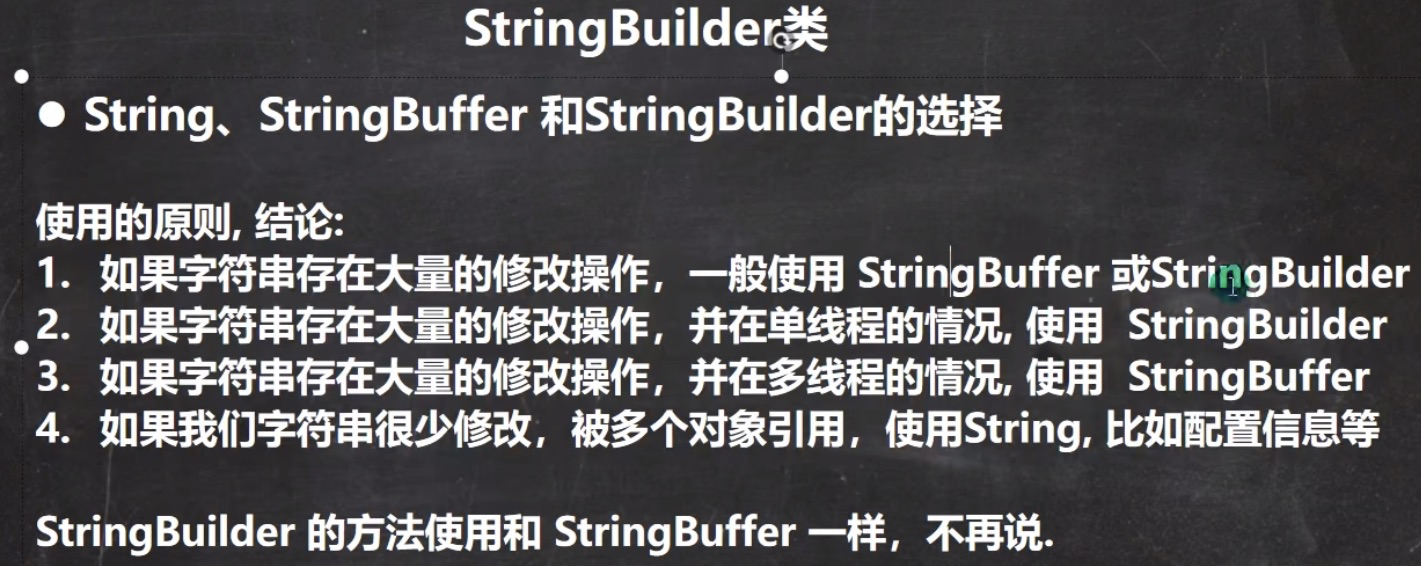 StringBuilder类
● String、StringBuffer 和StringBuilder的选择
使用的原则, 结论:
1. 如果字符串存在大量的修改操作，一般使用 StringBuffer 或StringBuilder
2. 如果字符串存在大量的修改操作，并在单线程的情况, 使用 StringBuilder
3. 如果字符串存在大量的修改操作，并在多线程的情况, 使用 StringBuffer
4. 如果我们字符串很少修改，被多个对象引用，使用String, 比如配置信息等
StringBuilder 的方法使用和 StringBuffer 一样，不再说.